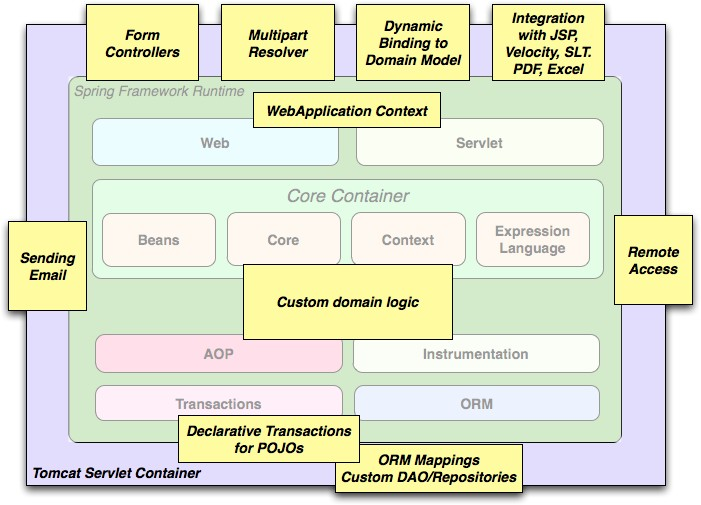 Form
Controllers
Multipart
Resolver
Dynamic
Binding to
Domain Model
Integration
with JSP,
Velocity, SLT.
PDF, Excel
Spring Framework Runtime
WebApplication Context
Web
Servlet
Core Container
Beans
Core
Context
Expression
Language
Sending
Email
Remote
Access
Custom domain logic
AOP
Instrumentation
Transactions
ORM
Declarative Transactions
for POJOs
ORM Mappings
Custom DAO/Repositories
Tomcat Servlet Container